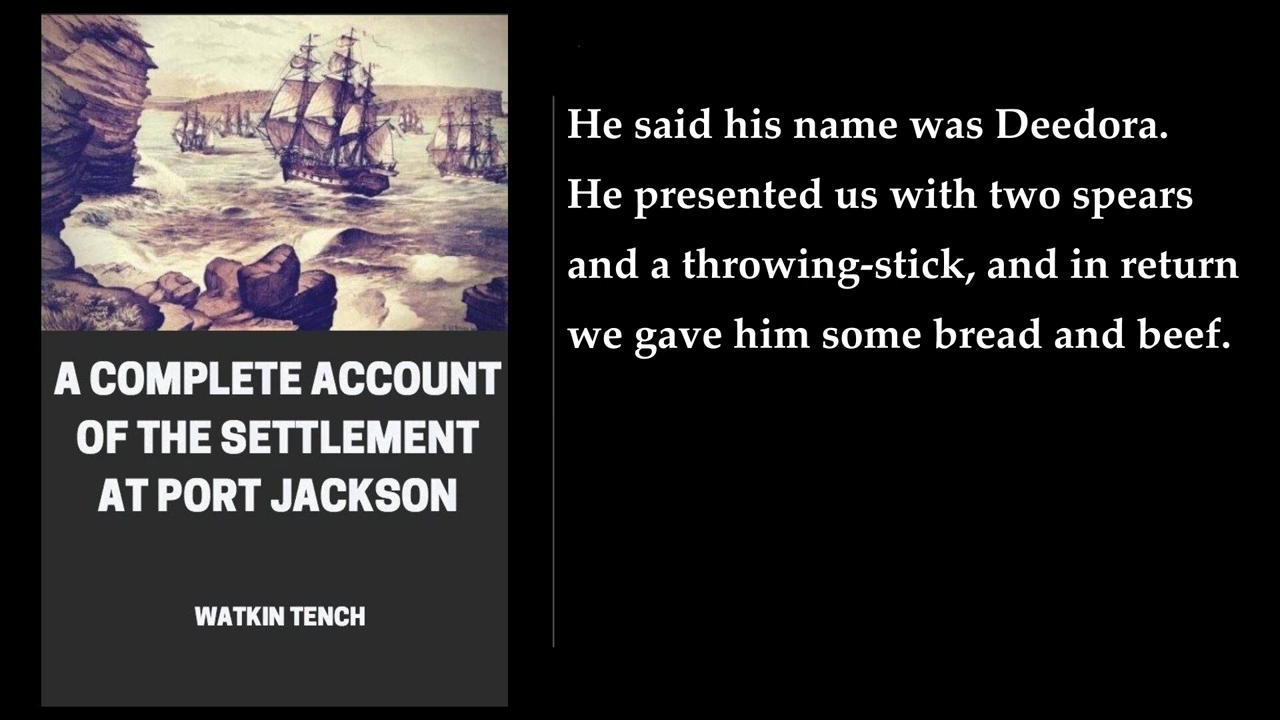 A COMPLETE ACCOUNT
OF THE SETTLEMENT
AT PORT JACKSON
WATKIN TENCH
He said his name was Deedora.
He presented us with two spears
and a throwing-stick, and in return
we gave him some bread and beef.